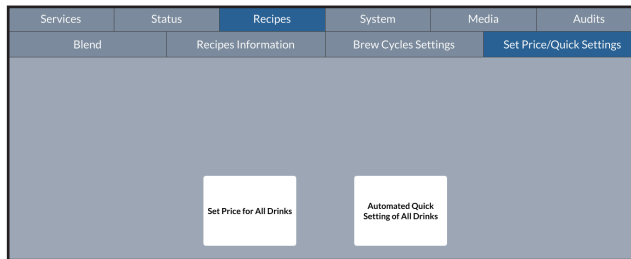 Services Status Recipes System Media Audits
Blend Recipes Information Brew Cycles Settings Set Price/Quick Settings
Set Price for All Drinks
Automated Quick
Setting of All Drinks